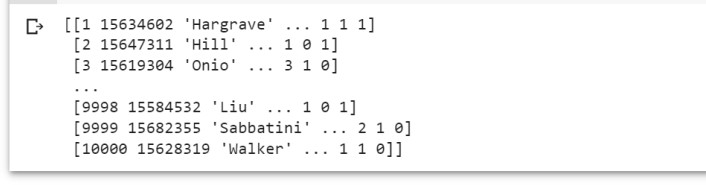 [[1 15634602 'Hargrave' ... 1 1 1]
[2 15647311 'Hill' ... 1 0 1]
[3 15619304 'Onio' ... 3 1 0]
...
[9998 15584532 'Liu' ... 1 0 1]
[9999 15682355 'Sabbatini' ... 2 1 0]
[10000 15628319 'Walker' ... 1 1 0]]